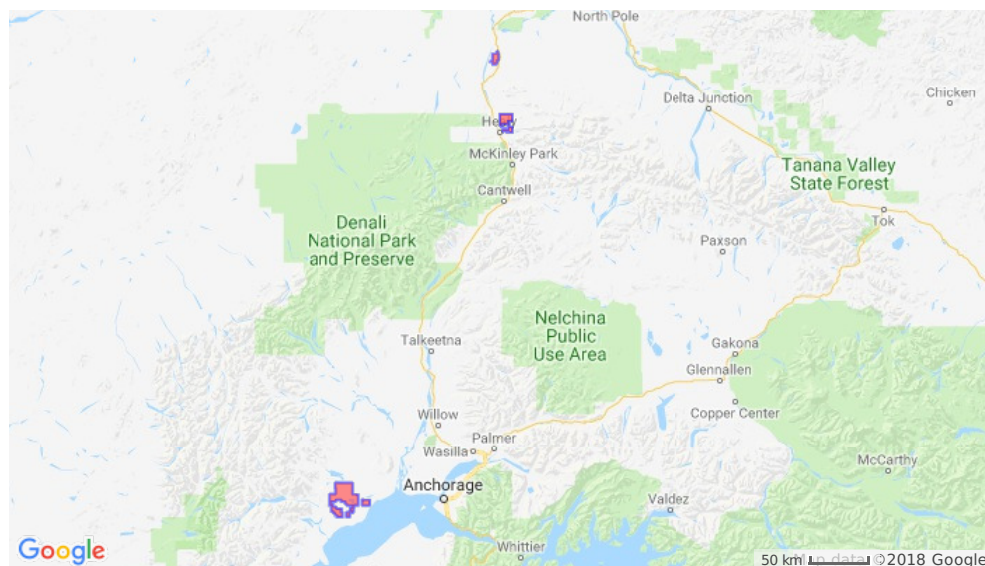 North Pole
Chicken
Delta Junction
Healy
McKinley Park
Tanana Valley
State Forest
Cantwell
Denali
National Park
and Preserve
Tok
Paxson
Nelchina
Public
Use Area
Talkeetna
Gakona
Glennallen
Copper Center
Willow
Palmer
Wasilla
McCarthy
Anchorage
Valdez
Whittier
Google
50 km
Map data ©2018 Google